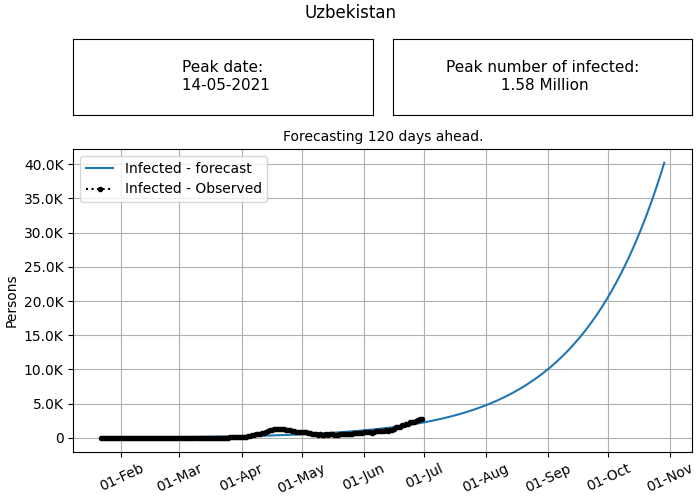 Uzbekistan
Peak date:
14-05-2021
Peak number of infected:
1.58 Million
Forecasting 120 days ahead.
Infected - forecast
Infected - Observed
Persons
40.0K
35.0K
30.0K
25.0K
20.0K
15.0K
10.0K
5.0K
0
01-Feb
01-Mar
01-Apr
01-May
01-Jun
01-Jul
01-Aug
01-Sep
01-Oct
01-Nov